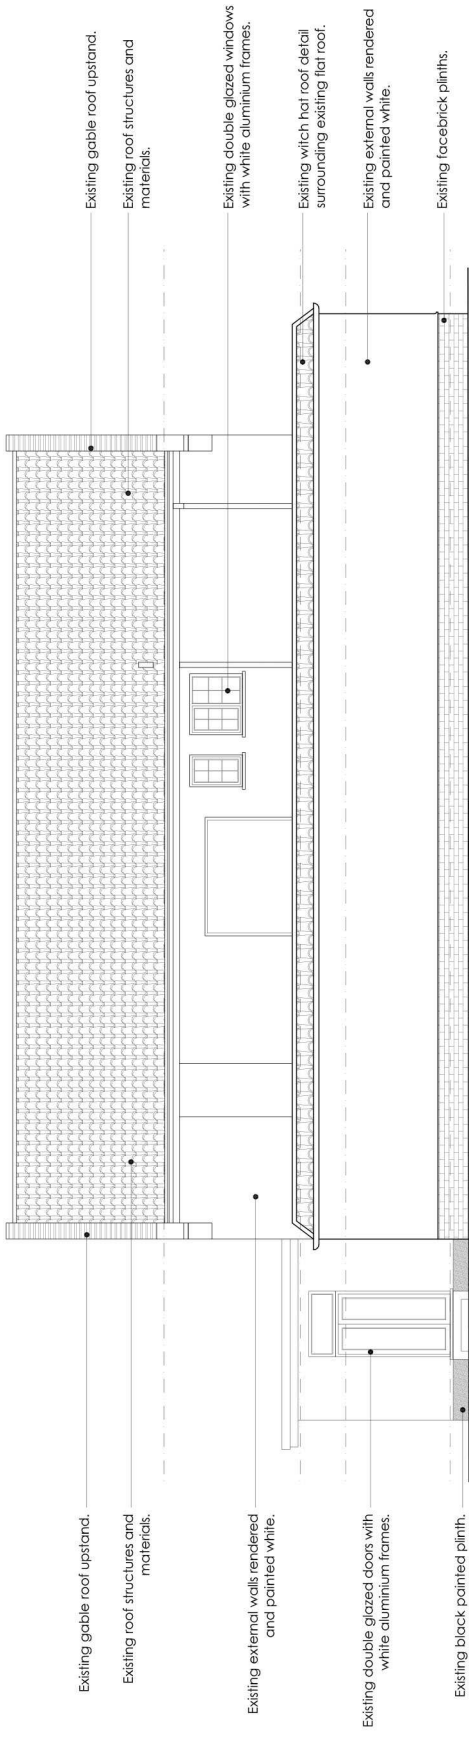 Existing gable roof upstand.
Existing roof structures and
materials.
Existing external walls rendered
and painted white.
Existing double glazed doors with
white aluminium frames.
Existing black painted plinth.
Existing gable roof upstand.
Existing roof structures and
materials.
Existing double glazed windows
with white aluminium frames.
Existing witch hat roof detail
surrounding existing flat roof.
Existing external walls rendered
and painted white.
Existing facebrick plinths.